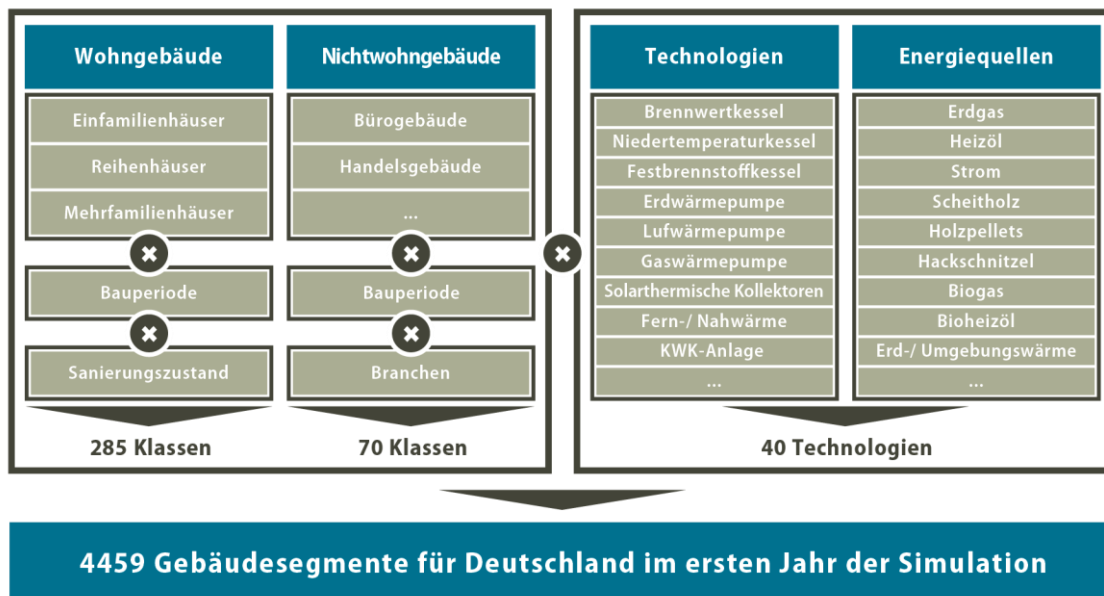 Wohngebäude
Einfamilienhäuser
Reihenhäuser
Mehrfamilienhäuser
Bauperiode
Sanierungszustand
285 Klassen
Nichtwohngebäude
Bürogebäude
Handelsgebäude
...
Bauperiode
Branchen
70 Klassen
Technologien
Brennwertkessel
Niedertemperaturkessel
Festbrennstoffkessel
Erdwärmepumpe
Lufwärmepumpe
Gaswärmepumpe
Solarthermische Kollektoren
Fern-/ Nahwärme
KWK-Anlage
...
Energiequellen
Erdgas
Heizöl
Strom
Scheitholz
Holzpellets
Hackschnitzel
Biogas
Bioheizöl
Erd-/ Umgebungswärme
...
40 Technologien
4459 Gebäudesegmente für Deutschland im ersten Jahr der Simulation